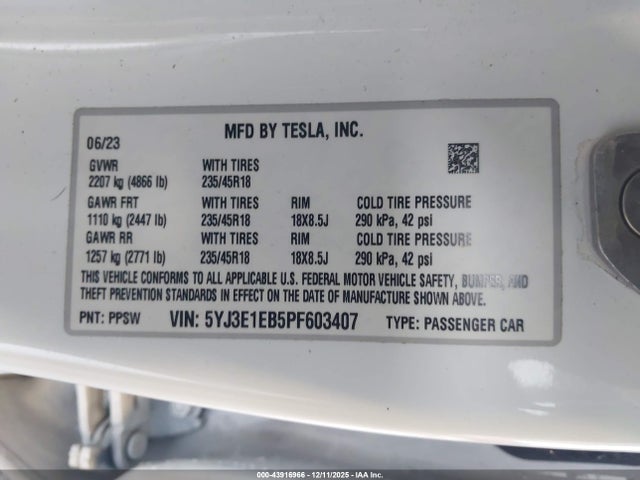 MFD BY TESLA, INC.
06/23
GVWR WITH TIRES
2207 kg (4866 lb) 235/45R18
GAWR FRT WITH TIRES RIM COLD TIRE PRESSURE
1110 kg (2447 lb) 235/45R18 18X8.5J 290 kPa, 42 psi
GAWR RR WITH TIRES RIM COLD TIRE PRESSURE
1257 kg (2771 lb) 235/45R18 18X8.5J 290 kPa, 42 psi
THIS VEHICLE CONFORMS TO ALL APPLICABLE U.S. FEDERAL MOTOR VEHICLE SAFETY, BUMPER, AND
THEFT PREVENTION STANDARDS IN EFFECT ON THE DATE OF MANUFACTURE SHOWN ABOVE.
PNT: PPSW VIN: 5YJ3E1EB5PF603407 TYPE: PASSENGER CAR
000-43916966 - 12/11/2025 - IAA Inc.